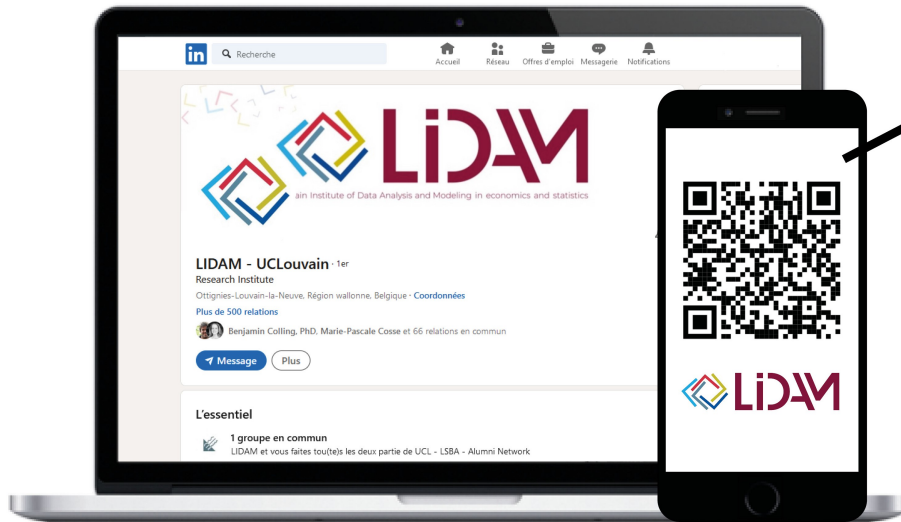 in
Recherche
Accueil
Réseau
Offres d'emploi
Messagerie
Notifications
LiDAM
ain Institute of Data Analysis and Modeling in economics and statistics
LIDAM - UCLouvain · 1er
Research Institute
Ottignies-Louvain-la-Neuve, Région wallonne, Belgique · Coordonnées
Plus de 500 relations
Benjamin Colling, PhD, Marie-Pascale Cosse et 66 relations en commun
Message
Plus
L'essentiel
1 groupe en commun
LIDAM et vous faites tou(te)s les deux partie de UCL - LSBA - Alumni Network
LiDAM